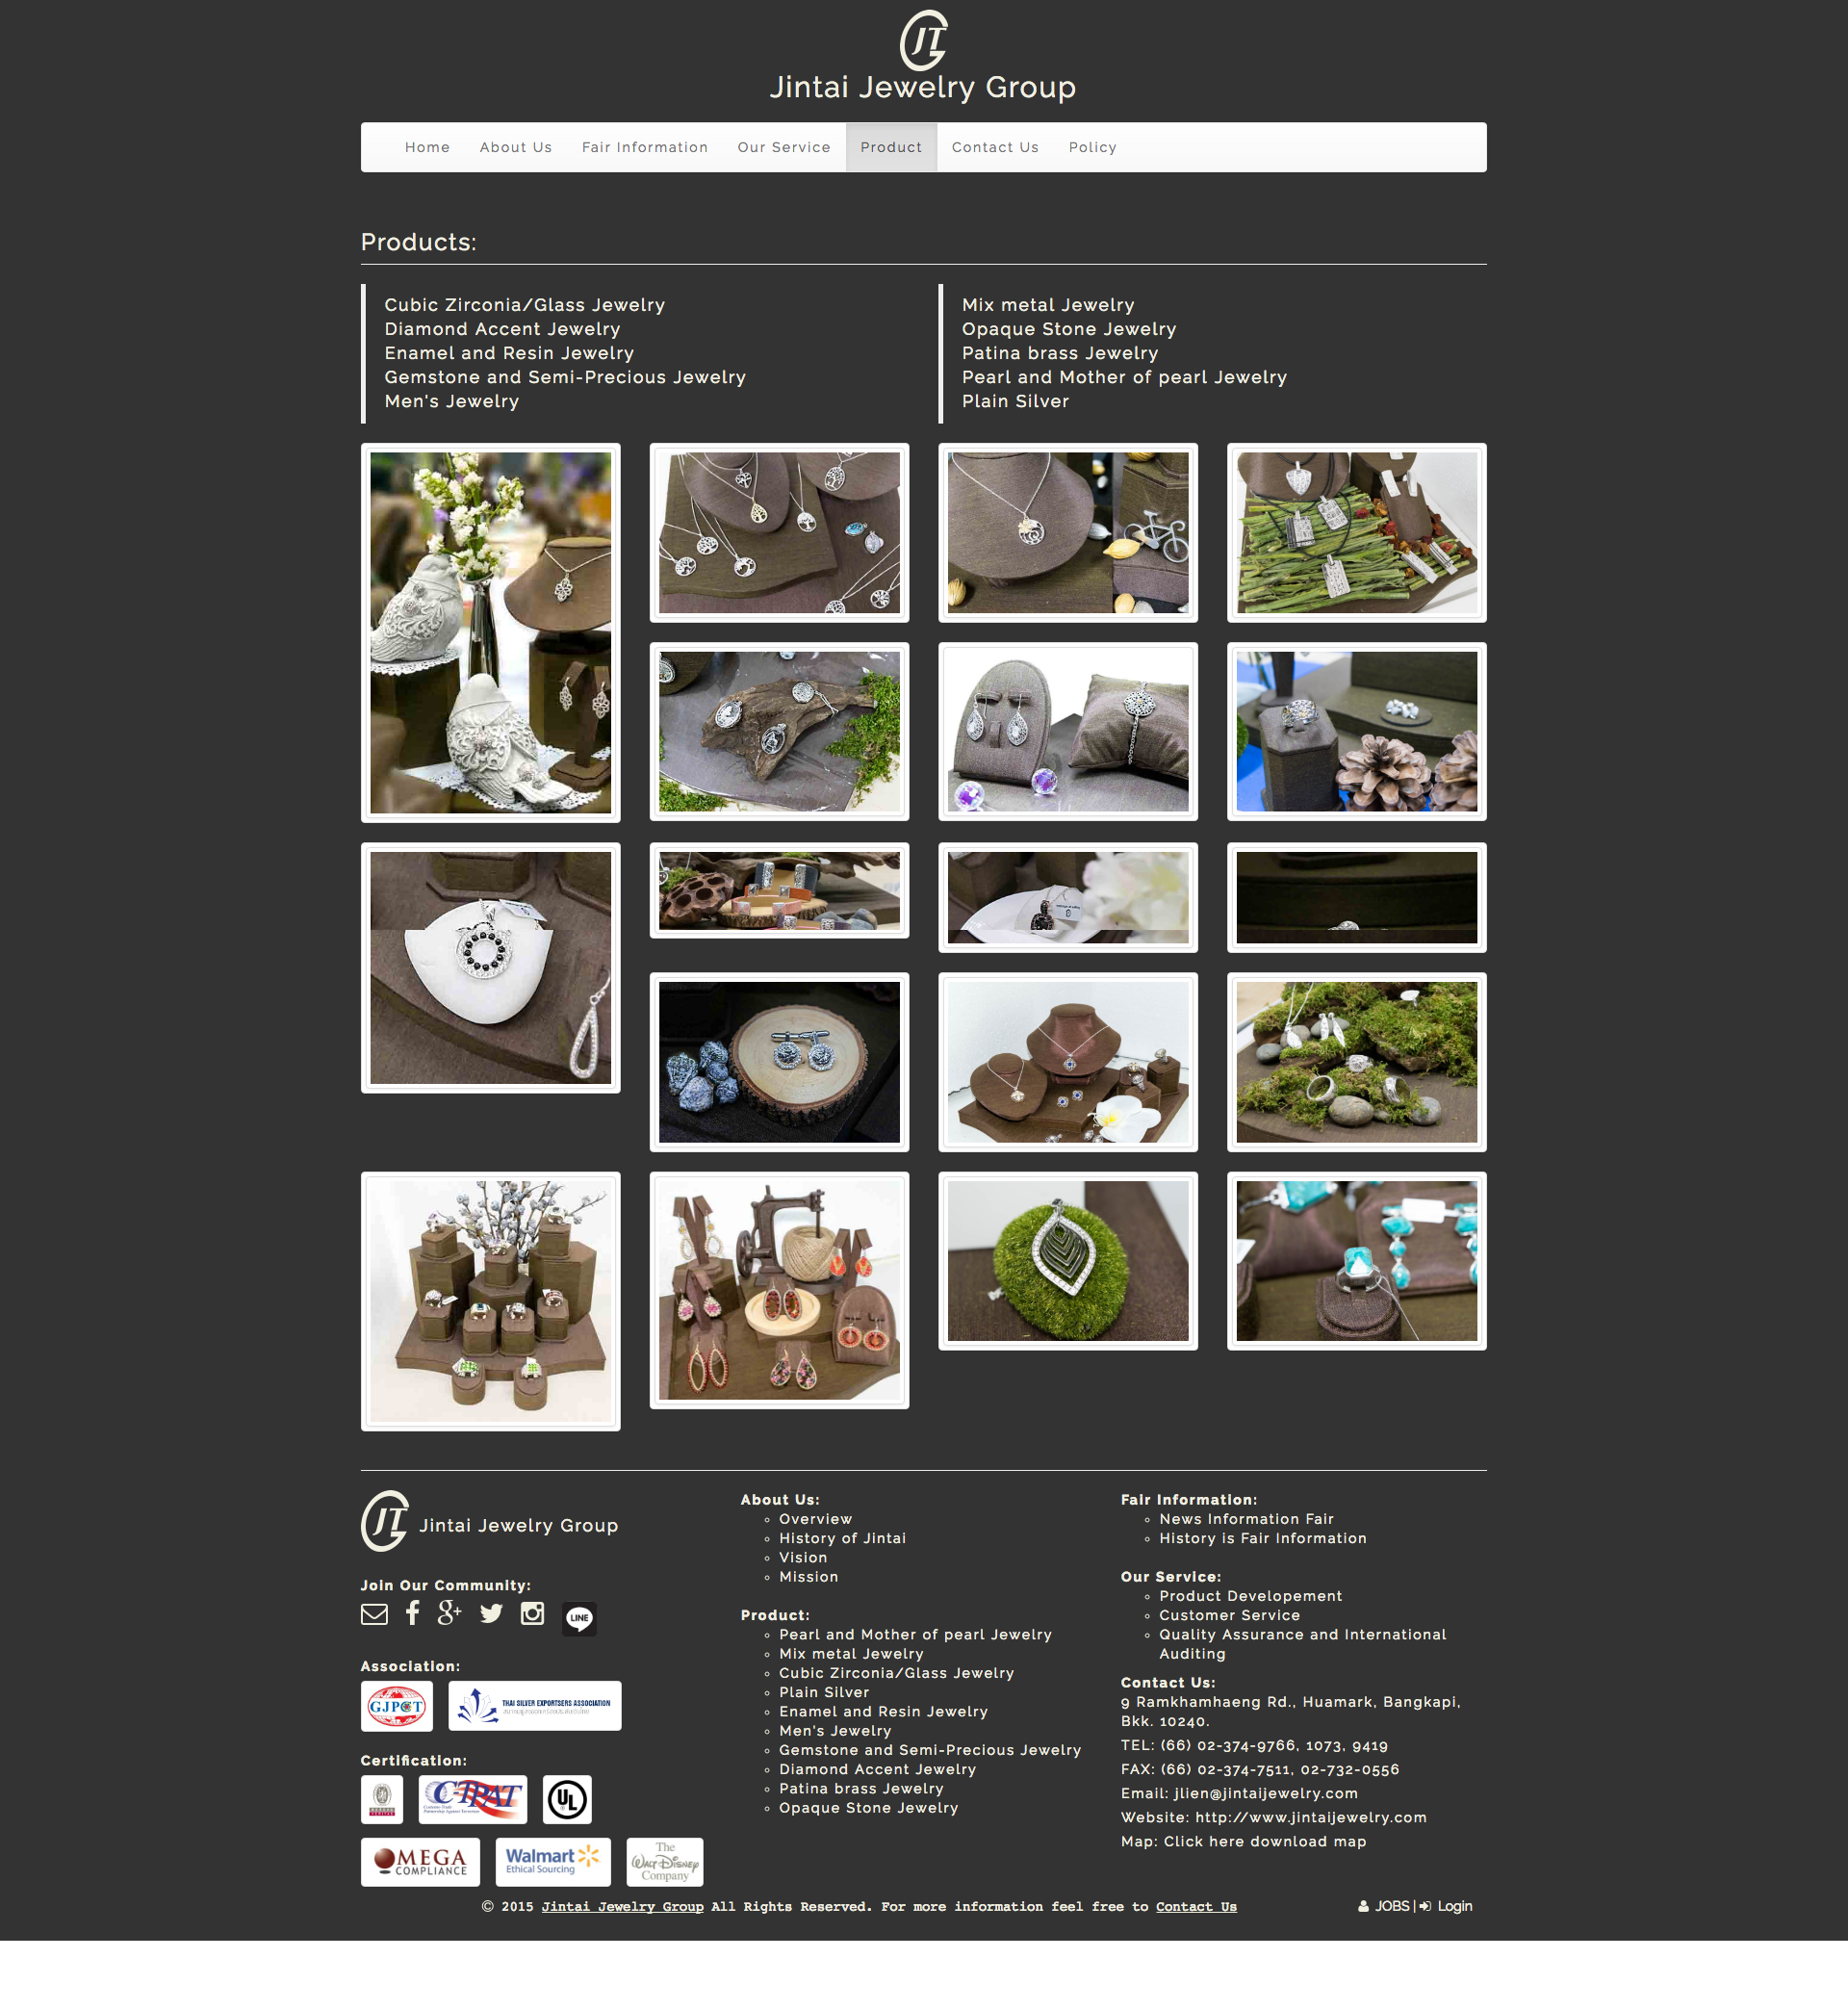 JT
Jintai Jewelry Group
Home About Us Fair Information Our Service Product Contact Us Policy
Products:
Cubic Zirconia/Glass Jewelry
Diamond Accent Jewelry
Enamel and Resin Jewelry
Gemstone and Semi-Precious Jewelry
Men's Jewelry
Mix metal Jewelry
Opaque Stone Jewelry
Patina brass Jewelry
Pearl and Mother of pearl Jewelry
Plain Silver
JT
Jintai Jewelry Group
Join Our Community:
LINE
Association:
GJPCT
THAI SILVER EXPORTSERS ASSOCIATION
Certification:
C-TPAT
UL
OMEGA
COMPLIANCE
Walmart
Ethical Sourcing
The
WALT DISNEY
Company
About Us:
Overview
History of Jintai
Vision
Mission
Product:
Pearl and Mother of pearl Jewelry
Mix metal Jewelry
Cubic Zirconia/Glass Jewelry
Plain Silver
Enamel and Resin Jewelry
Men's Jewelry
Gemstone and Semi-Precious Jewelry
Diamond Accent Jewelry
Patina brass Jewelry
Opaque Stone Jewelry
Fair Information:
News Information Fair
History is Fair Information
Our Service:
Product Developement
Customer Service
Quality Assurance and International
Auditing
Contact Us:
9 Ramkhamhaeng Rd., Huamark, Bangkapi,
Bkk. 10240.
TEL: (66) 02-374-9766, 1073, 9419
FAX: (66) 02-374-7511, 02-732-0556
Email: jlien@jintaijewelry.com
Website: http://www.jintaijewelry.com
Map: Click here download map
© 2015 Jintai Jewelry Group All Rights Reserved. For more information feel free to Contact Us
JOBS | Login